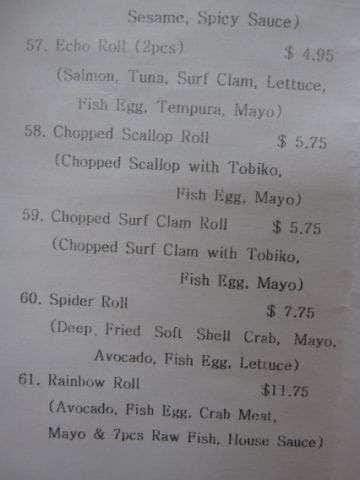 Sesame, Spicy Sauce)
57. Echo Roll (2pcs) $ 4.95
(Salmon, Tuna, Surf Clam, Lettuce,
Fish Egg, Tempura, Mayo)
58. Chopped Scallop Roll $ 5.75
(Chopped Scallop with Tobiko,
Fish Egg, Mayo)
59. Chopped Surf Clam Roll $ 5.75
(Chopped Surf Clam with Tobiko,
Fish Egg, Mayo)
60. Spider Roll $ 7.75
(Deep Fried Soft Shell Crab, Mayo,
Avocado, Fish Egg, Lettuce)
61. Rainbow Roll $11.75
(Avocado, Fish Egg, Crab Meat,
Mayo & 7pcs Raw Fish, House Sauce)